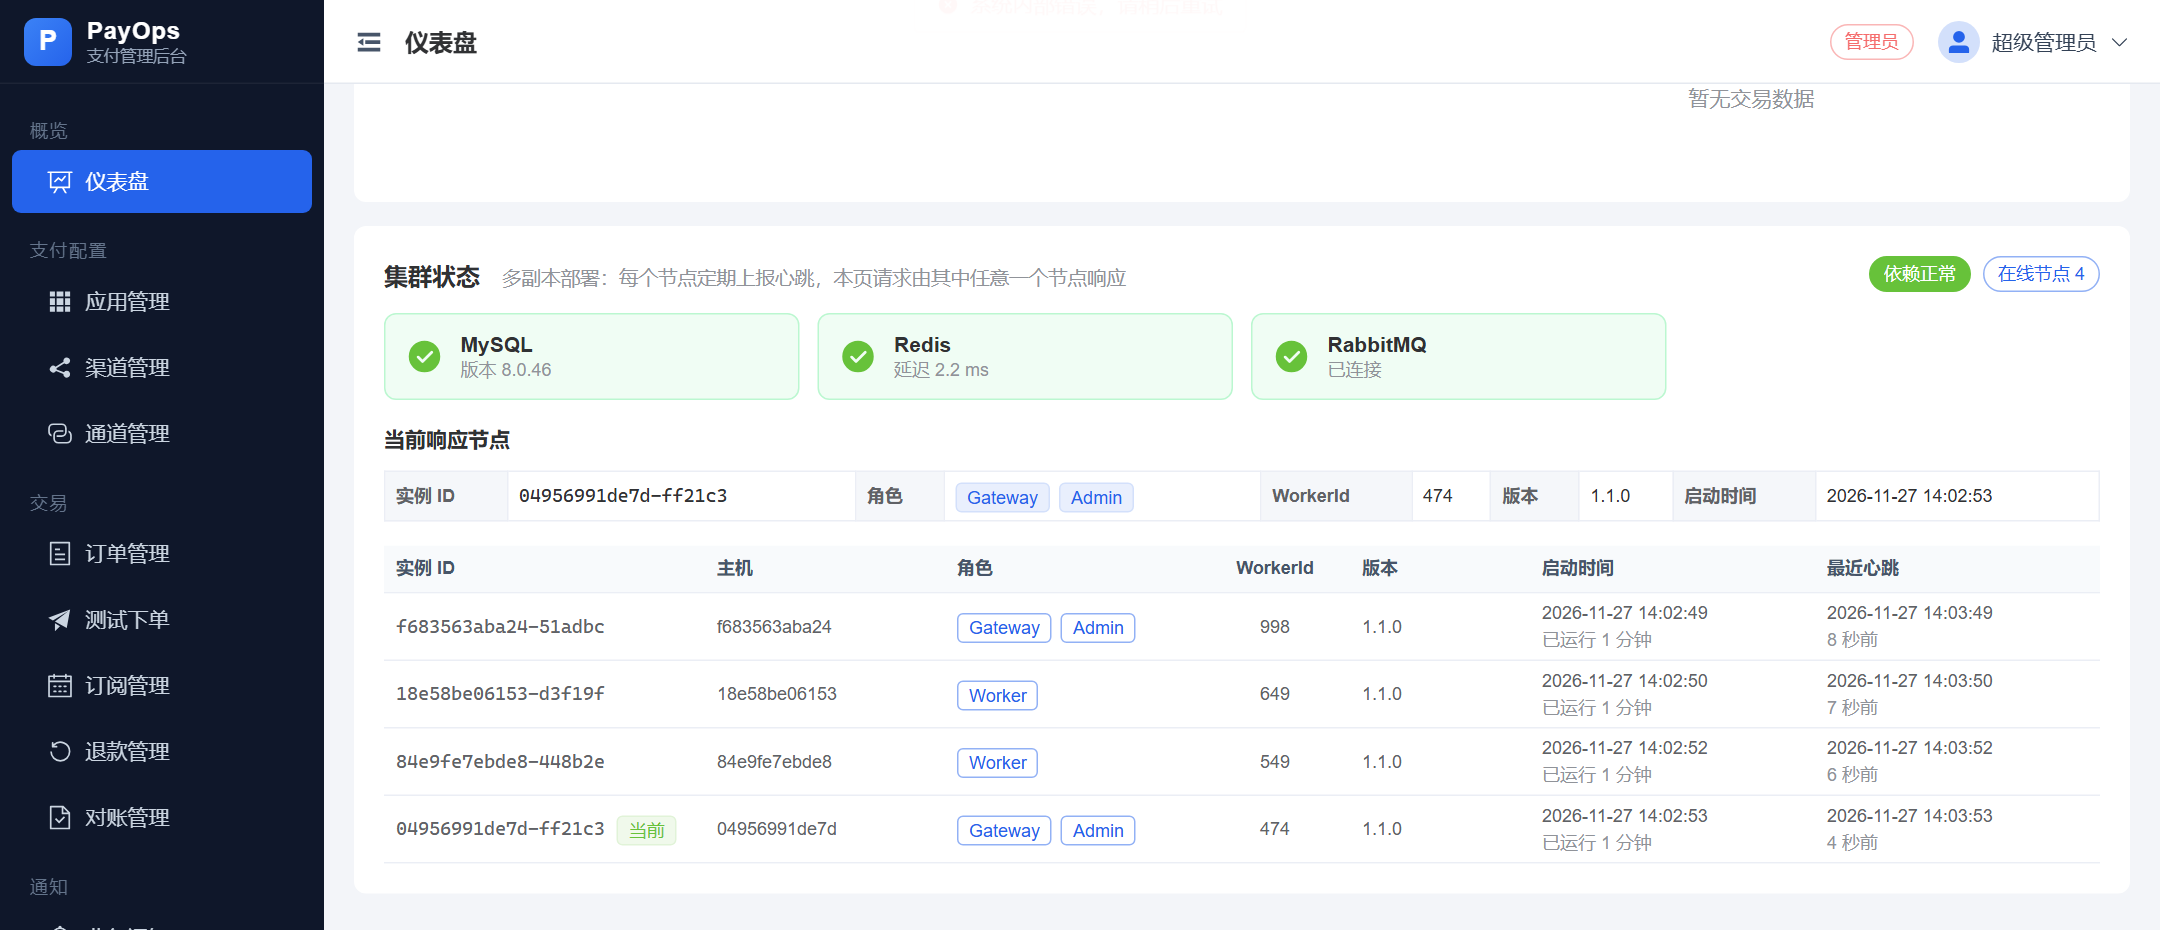 P PayOps
支付管理后台
仪表盘
管理员
超级管理员
概览
仪表盘
支付配置
应用管理
渠道管理
通道管理
交易
订单管理
测试下单
订阅管理
退款管理
对账管理
通知
暂无交易数据
集群状态 多副本部署：每个节点定期上报心跳，本页请求由其中任意一个节点响应
依赖正常 在线节点 4
MySQL
版本 8.0.46
Redis
延迟 2.2 ms
RabbitMQ
已连接
当前响应节点
实例 ID 04956991de7d-ff21c3 角色 Gateway Admin WorkerId 474 版本 1.1.0 启动时间 2026-11-27 14:02:53
实例 ID 主机 角色 WorkerId 版本 启动时间 最近心跳
f683563aba24-51adbc f683563aba24 Gateway Admin 998 1.1.0 2026-11-27 14:02:49 2026-11-27 14:03:49
已运行 1 分钟 8 秒前
18e58be06153-d3f19f 18e58be06153 Worker 649 1.1.0 2026-11-27 14:02:50 2026-11-27 14:03:50
已运行 1 分钟 7 秒前
84e9fe7ebde8-448b2e 84e9fe7ebde8 Worker 549 1.1.0 2026-11-27 14:02:52 2026-11-27 14:03:52
已运行 1 分钟 6 秒前
04956991de7d-ff21c3 当前 04956991de7d Gateway Admin 474 1.1.0 2026-11-27 14:02:53 2026-11-27 14:03:53
已运行 1 分钟 4 秒前